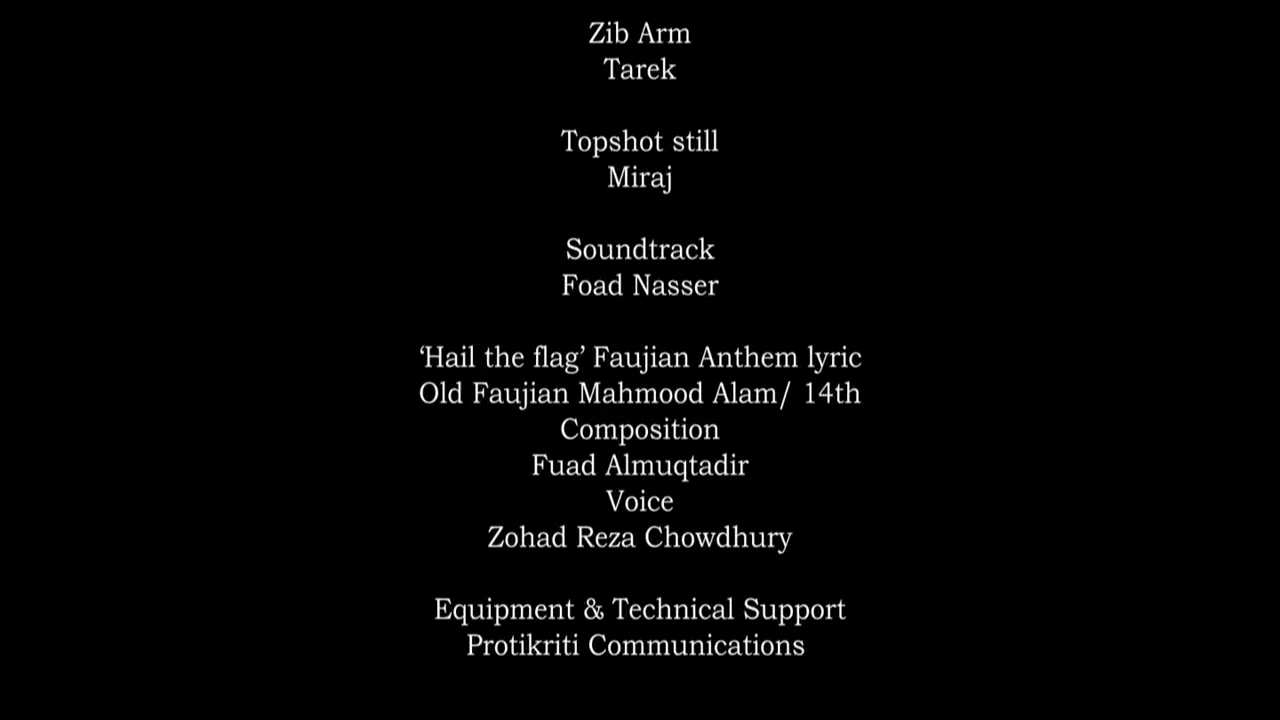 Zib Arm
Tarek
Topshot still
Miraj
Soundtrack
Foad Nasser
‘Hail the flag’ Faujian Anthem lyric
Old Faujian Mahmood Alam/ 14th
Composition
Fuad Almuqtadir
Voice
Zohad Reza Chowdhury
Equipment & Technical Support
Protikriti Communications